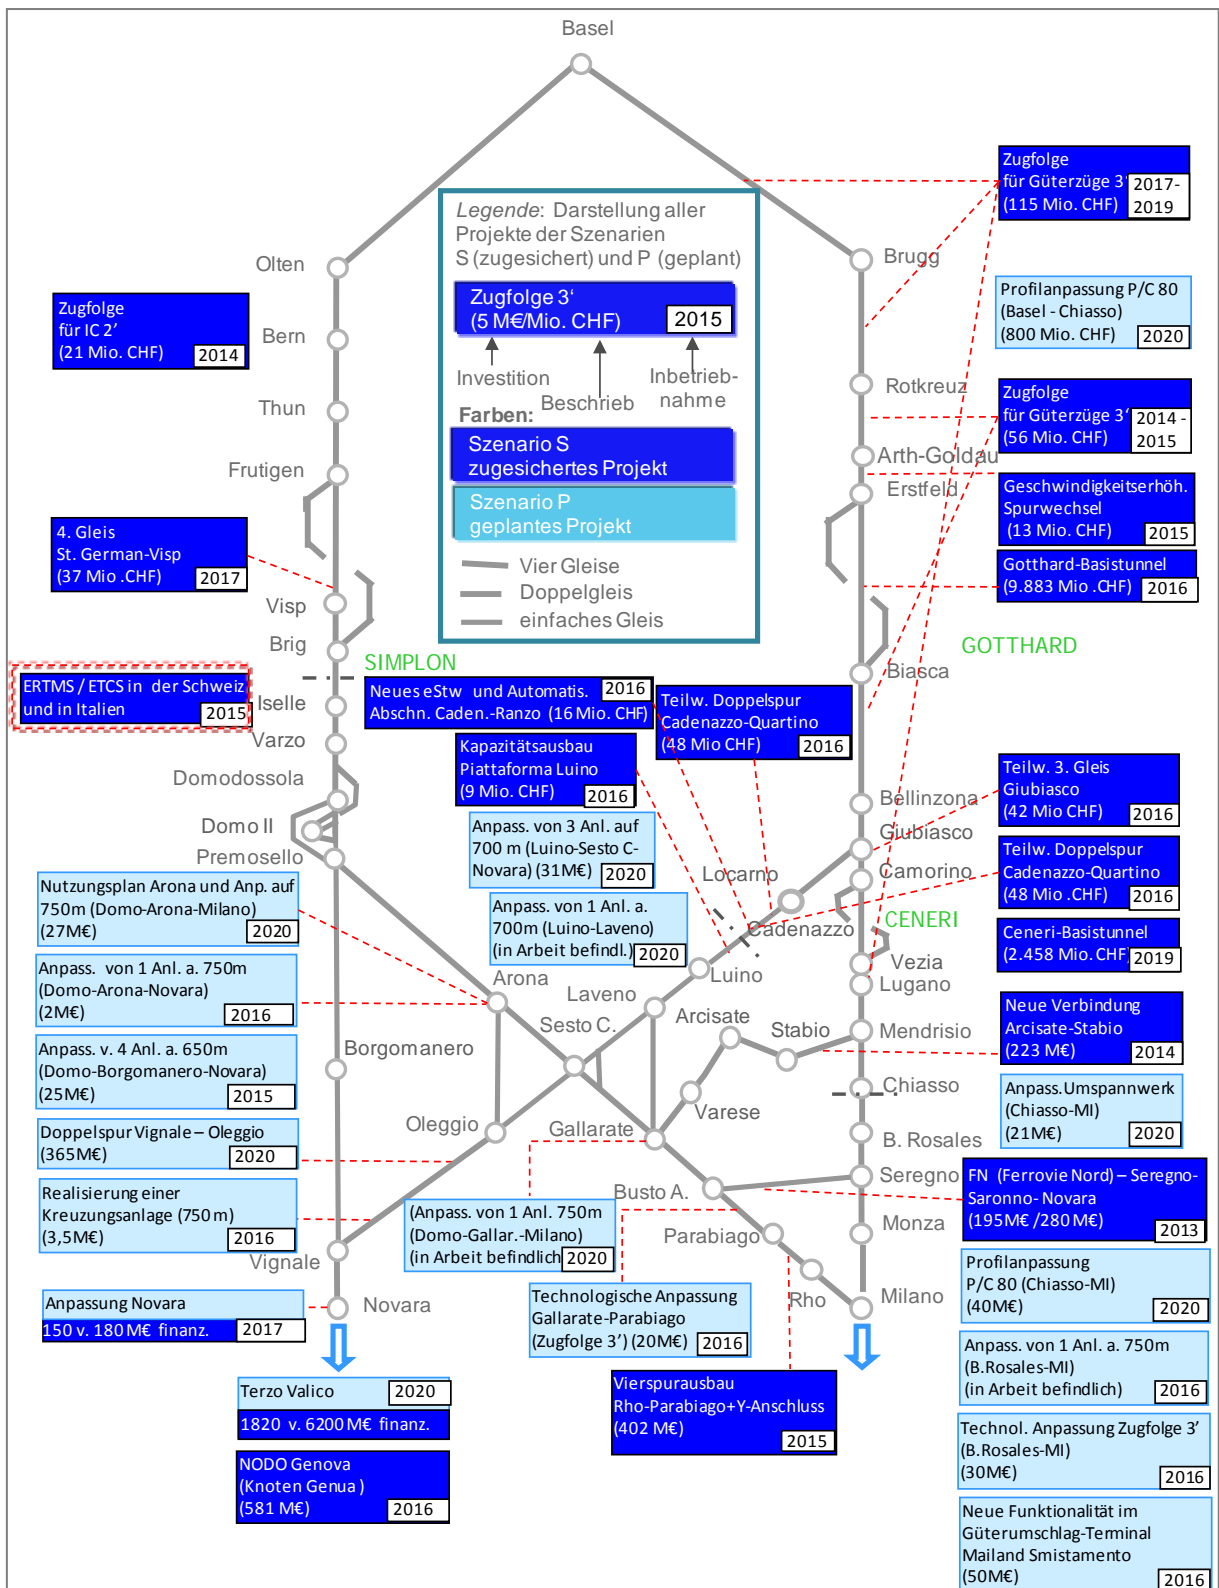 Basel
Zugfolge
für Güterzüge 3'
(115 Mio. CHF)
2017-
2019
Legende: Darstellung aller
Projekte der Szenarien
S (zugesichert) und P (geplant)
Zugfolge 3‘
(5 M€/Mio. CHF)
2015
Investition
Beschrieb
Inbetrieb-
nahme
Farben:
Szenario S
zugesichertes Projekt
Szenario P
geplantes Projekt
Vier Gleise
Doppelgleis
einfaches Gleis
Olten
Bern
Thun
Frutigen
Visp
Brig
SIMPLON
Iselle
Varzo
Domodossola
Domo II
Premosello
Borgomanero
Vignale
Novara
Zugfolge
für IC 2’
(21 Mio. CHF)
2014
4. Gleis
St. German-Visp
(37 Mio .CHF)
2017
ERTMS / ETCS in der Schweiz
und in Italien
2015
Brugg
Rotkreuz
Arth-Goldau
Erstfeld
GOTTHARD
Biasca
Bellinzona
Giubiasco
Camorino
CENERI
Vezia
Lugano
Mendrisio
Chiasso
B. Rosales
Seregno
Monza
Milano
Profilanpassung P/C 80
(Basel - Chiasso)
(800 Mio. CHF)
2020
Zugfolge
für Güterzüge 3'
(56 Mio. CHF)
2014 -
2015
Geschwindigkeitserhöh.
Spurwechsel
(13 Mio. CHF)
2015
Gotthard-Basistunnel
(9.883 Mio .CHF)
2016
Neues eStw und Automatis.
Abschn. Caden.-Ranzo (16 Mio. CHF)
2016
Teilw. Doppelspur
Cadenazzo-Quartino
(48 Mio CHF)
2016
Kapazitätsausbau
Piattaforma Luino
(9 Mio. CHF)
2016
Anpass. von 3 Anl. auf
700 m (Luino-Sesto C-
Novara) (31M€)
2020
Anpass. von 1 Anl. a.
700m (Luino-Laveno)
(in Arbeit befindl.)
2020
Locarno
Cadenazzo
Luino
Laveno
Arona
Sesto C.
Arcisate
Stabio
Varese
Oleggio
Gallarate
Busto A.
Parabiago
Rho
Teilw. 3. Gleis
Giubiasco
(42 Mio CHF)
2016
Teilw. Doppelspur
Cadenazzo-Quartino
(48 Mio .CHF)
2016
Ceneri-Basistunnel
(2.458 Mio. CHF)
2019
Neue Verbindung
Arcisate-Stabio
(223 M€)
2014
Anpass.Umspannwerk
(Chiasso-MI)
(21M€)
2020
FN (Ferrovie Nord) – Seregno-
Saronno- Novara
(195M€ /280 M€)
2013
Profilanpassung
P/C 80 (Chiasso-MI)
(40M€)
2020
Anpass. von 1 Anl. a. 750m
(B.Rosales-MI)
(in Arbeit befindlich)
2016
Technol. Anpassung Zugfolge 3’
(B.Rosales-MI)
(30M€)
2016
Neue Funktionalität im
Güterumschlag-Terminal
Mailand Smistamento
(50M€)
2016
Nutzungsplan Arona und Anp. auf
750m (Domo-Arona-Milano)
(27M€)
2020
Anpass. von 1 Anl. a. 750m
(Domo-Arona-Novara)
(2M€)
2016
Anpass. v. 4 Anl. a. 650m
(Domo-Borgomanero-Novara)
(25M€)
2015
Doppelspur Vignale – Oleggio
(365M€)
2020
Realisierung einer
Kreuzungsanlage (750 m)
(3,5M€)
2016
Anpassung Novara
150 v. 180 M€ finanz.
2017
(Anpass. von 1 Anl. 750m
(Domo-Gallar.-Milano)
(in Arbeit befindlich
2020
Technologische Anpassung
Gallarate-Parabiago
(Zugfolge 3’) (20M€)
2016
Vierspurausbau
Rho-Parabiago+Y-Anschluss
(402 M€)
2015
Terzo Valico
2020
1820 v. 6200 M€ finanz.
NODO Genova
(Knoten Genua )
(581 M€)
2016